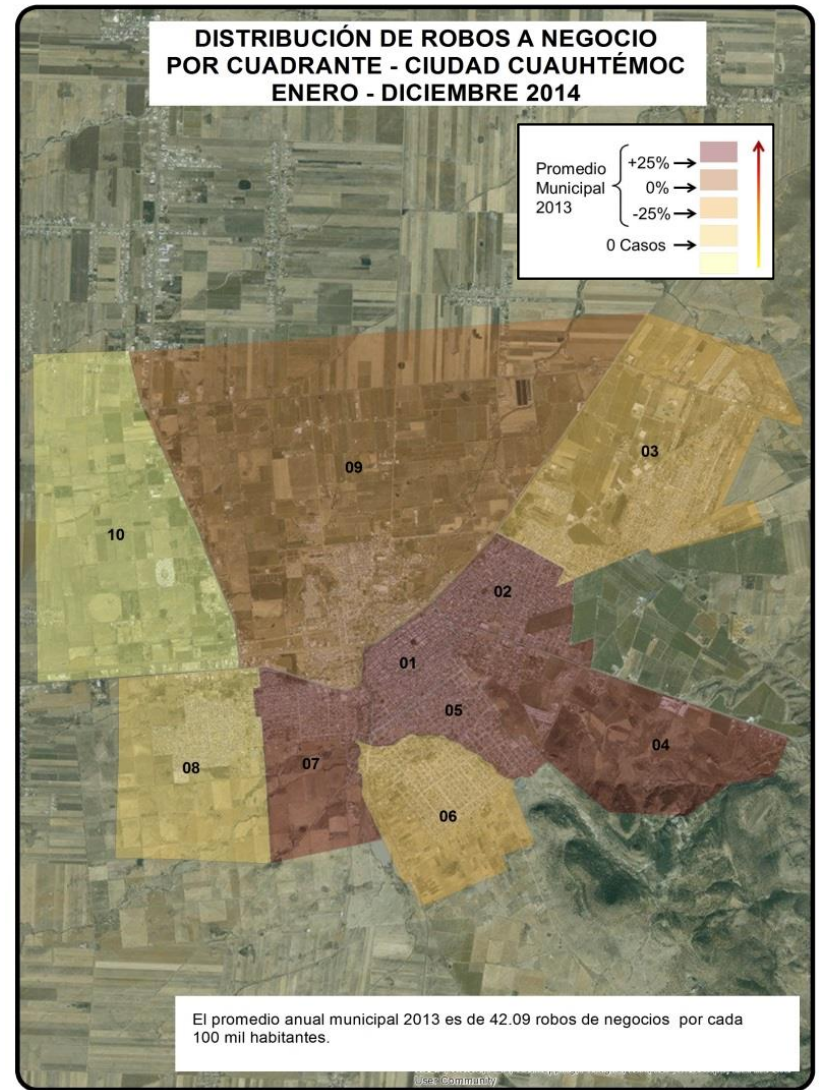 DISTRIBUCIÓN DE ROBOS A NEGOCIO
POR CUADRANTE - CIUDAD CUAUHTÉMOC
ENERO - DICIEMBRE 2014
Promedio
Municipal
2013
+25%
0%
-25%
0 Casos
03
09
10
02
01
05
04
07
08
06
El promedio anual municipal 2013 es de 42.09 robos de negocios por cada
100 mil habitantes.
User Community